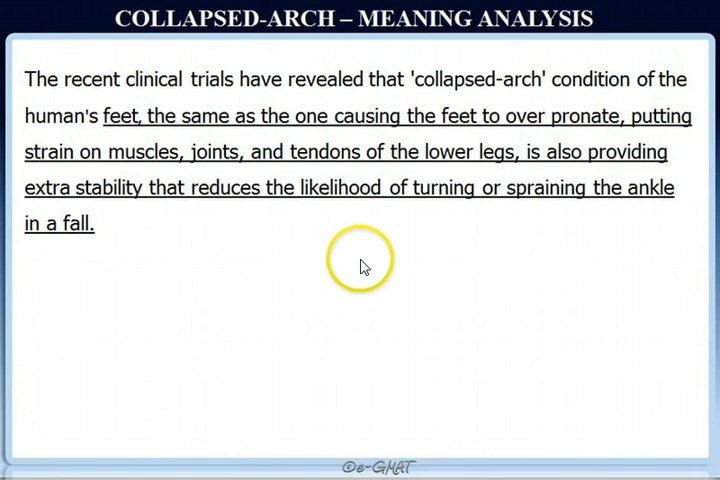 COLLAPSED-ARCH – MEANING ANALYSIS
The recent clinical trials have revealed that 'collapsed-arch' condition of the
human's feet, the same as the one causing the feet to over pronate, putting
strain on muscles, joints, and tendons of the lower legs, is also providing
extra stability that reduces the likelihood of turning or spraining the ankle
in a fall.
©e-GMAT